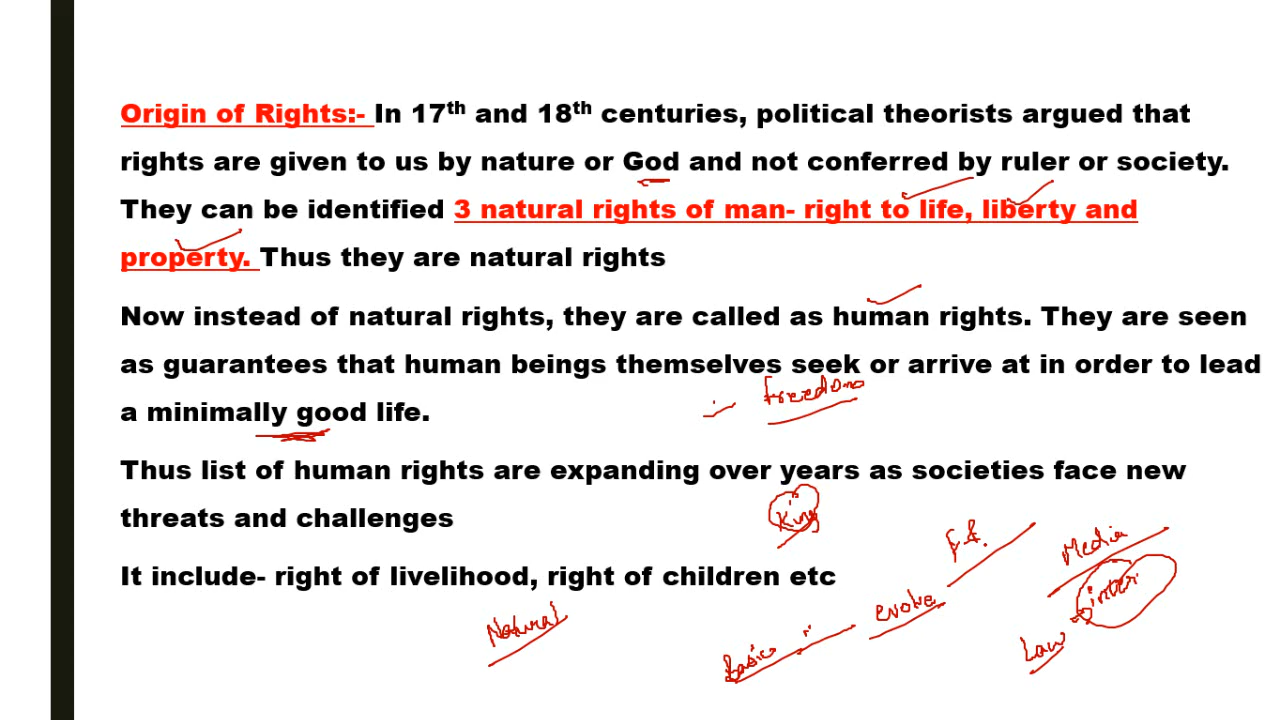 Origin of Rights:- In 17th and 18th centuries, political theorists argued that
rights are given to us by nature or God and not conferred by ruler or society.
They can be identified 3 natural rights of man- right to life, liberty and
property. Thus they are natural rights
Now instead of natural rights, they are called as human rights. They are seen
as guarantees that human beings themselves seek or arrive at in order to lead
Freedom
a minimally good life.
Thus list of human rights are expanding over years as societies face new
King
threats and challenges
Media
It include- right of livelihood, right of children etc
inter
evolve
Natural
Law
Basic